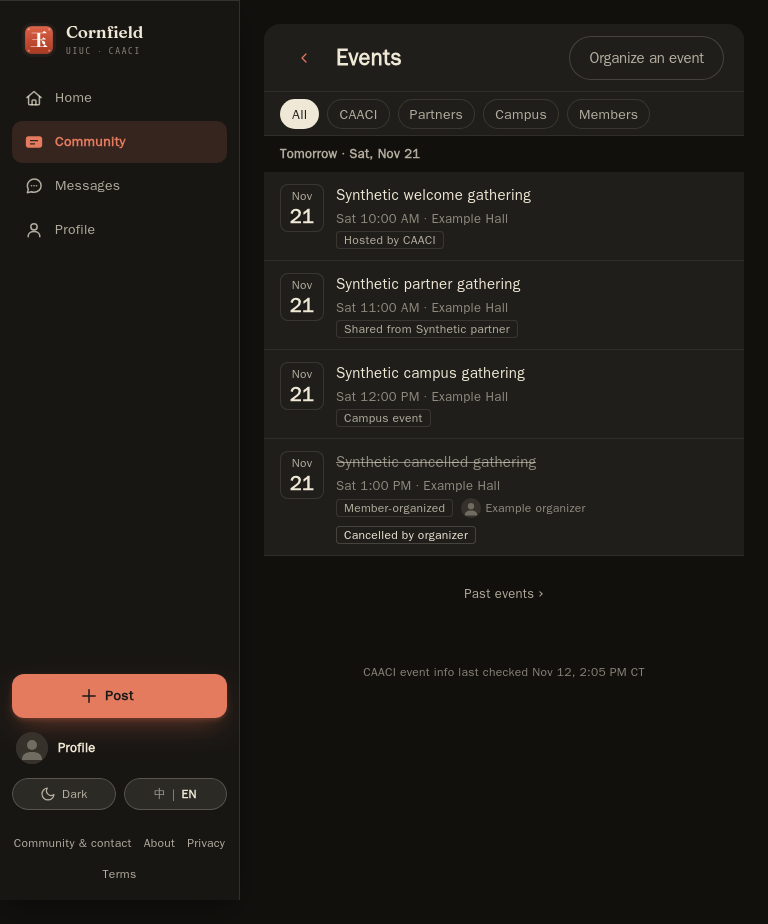 Cornfield
UIUC · CAACI
Home
Community
Messages
Profile
Post
Profile
Dark
中 | EN
Community & contact About Privacy
Terms
Events
Organize an event
All CAACI Partners Campus Members
Tomorrow · Sat, Nov 21
Nov
21
Synthetic welcome gathering
Sat 10:00 AM · Example Hall
Hosted by CAACI
Nov
21
Synthetic partner gathering
Sat 11:00 AM · Example Hall
Shared from Synthetic partner
Nov
21
Synthetic campus gathering
Sat 12:00 PM · Example Hall
Campus event
Nov
21
Synthetic cancelled gathering
Sat 1:00 PM · Example Hall
Member-organized Example organizer
Cancelled by organizer
Past events ›
CAACI event info last checked Nov 12, 2:05 PM CT